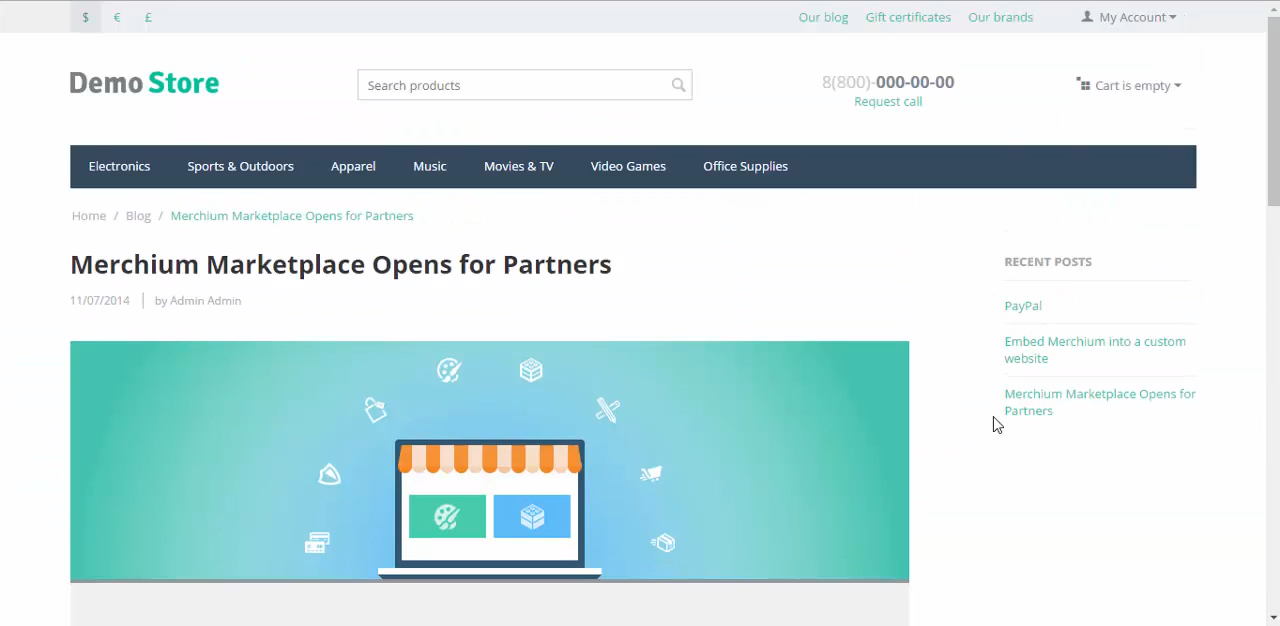 $ € £ Our blog Gift certificates Our brands My Account
Demo Store Search products 8(800)-000-00-00 Cart is empty
Request call
Electronics Sports & Outdoors Apparel Music Movies & TV Video Games Office Supplies
Home / Blog / Merchium Marketplace Opens for Partners
Merchium Marketplace Opens for Partners
11/07/2014 by Admin Admin
RECENT POSTS
PayPal
Embed Merchium into a custom
website
Merchium Marketplace Opens for
Partners